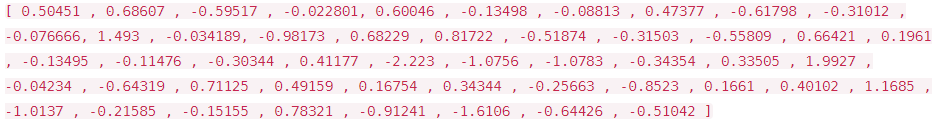 [ 0.50451 , 0.68607 , -0.59517 , -0.022801, 0.60046 , -0.13498 , -0.08813 , 0.47377 , -0.61798 , -0.31012 ,
-0.076666, 1.493 , -0.034189, -0.98173 , 0.68229 , 0.81722 , -0.51874 , -0.31503 , -0.55809 , 0.66421 , 0.1961
, -0.13495 , -0.11476 , -0.30344 , 0.41177 , -2.223 , -1.0756 , -1.0783 , -0.34354 , 0.33505 , 1.9927 ,
-0.04234 , -0.64319 , 0.71125 , 0.49159 , 0.16754 , 0.34344 , -0.25663 , -0.8523 , 0.1661 , 0.40102 , 1.1685 ,
-1.0137 , -0.21585 , -0.15155 , 0.78321 , -0.91241 , -1.6106 , -0.64426 , -0.51042 ]